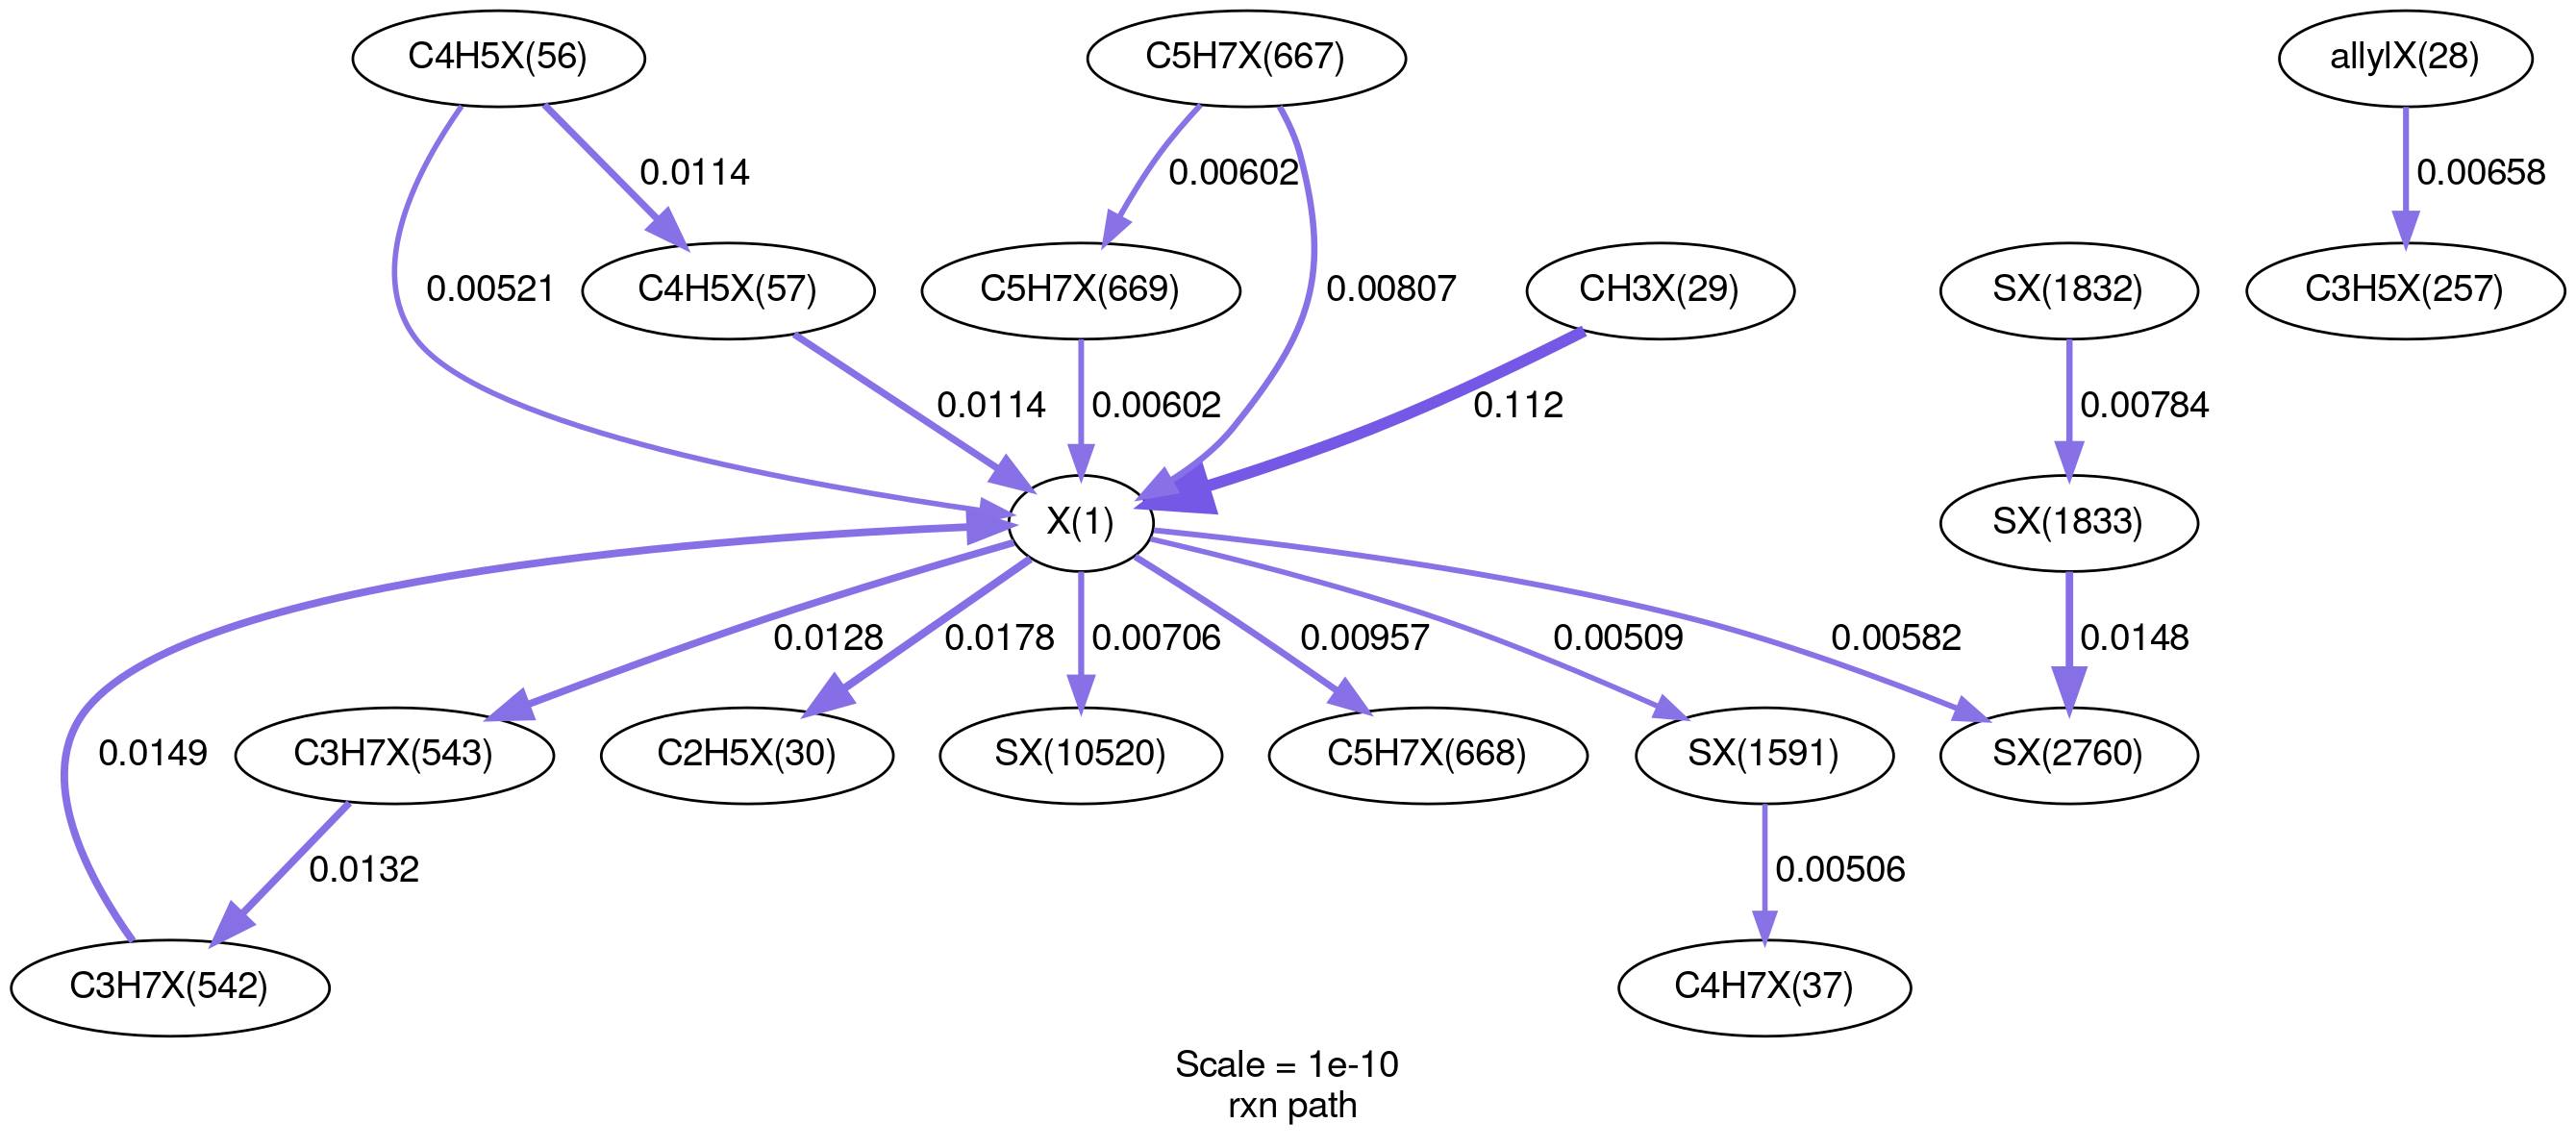 C4H5X(56)
C5H7X(667)
allylX(28)
0.0114
0.00602
0.00658
0.00521
C4H5X(57)
C5H7X(669)
0.00807
CH3X(29)
SX(1832)
C3H5X(257)
0.0114
0.00602
0.112
0.00784
X(1)
SX(1833)
0.0128
0.0178
0.00706
0.00957
0.00509
0.00582
0.0148
0.0149
C3H7X(543)
C2H5X(30)
SX(10520)
C5H7X(668)
SX(1591)
SX(2760)
0.0132
0.00506
C3H7X(542)
C4H7X(37)
Scale = 1e-10
rxn path